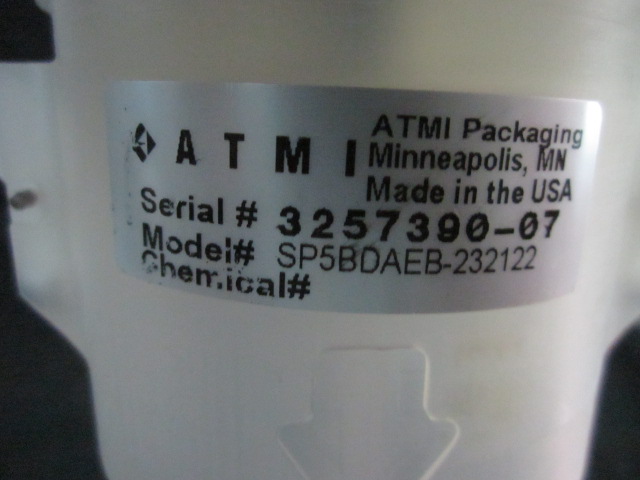 ATMI
ATMI Packaging
Minneapolis, MN
Made in the USA
Serial # 3257390-07
Model# SP5BDAEB-232122
Chemical#